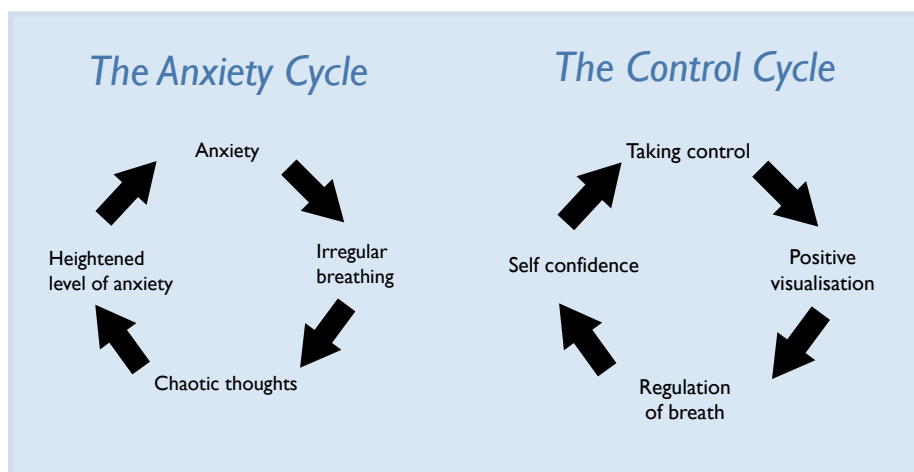 The Anxiety Cycle
Anxiety
Irregular
breathing
Chaotic thoughts
Heightened
level of anxiety
The Control Cycle
Taking control
Positive
visualisation
Regulation
of breath
Self confidence